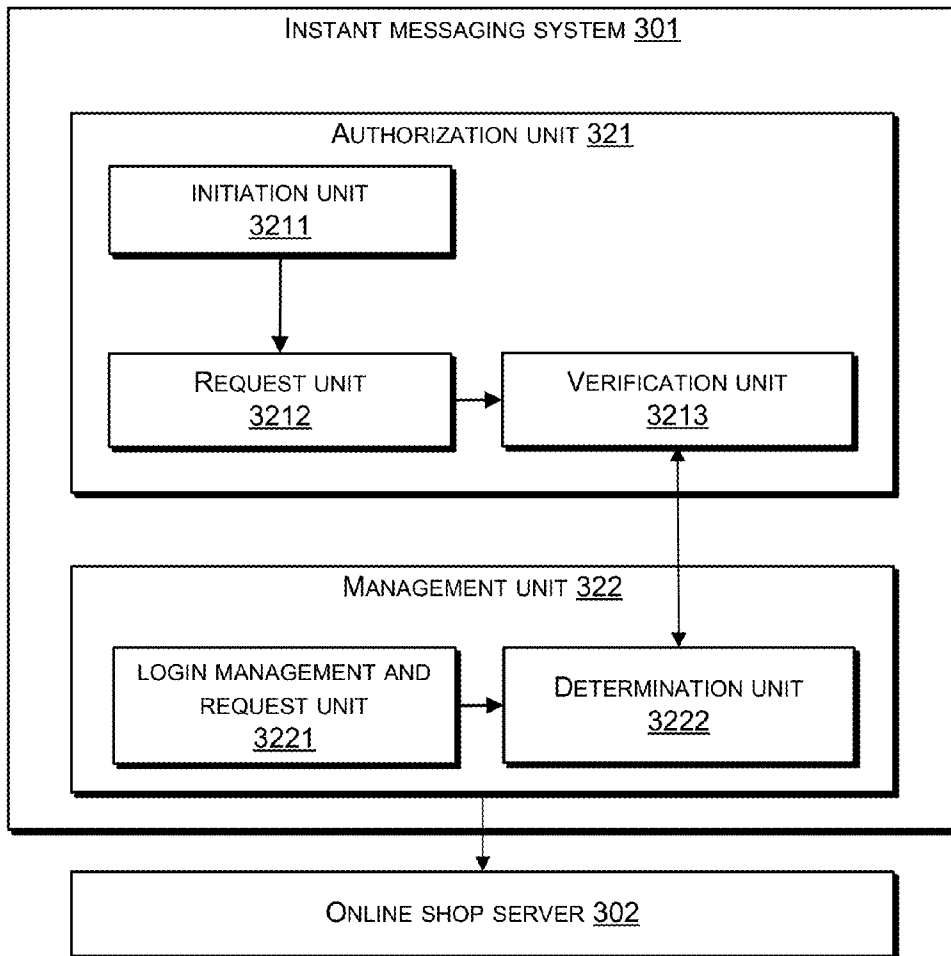 INSTANT MESSAGING SYSTEM 301
AUTHORIZATION UNIT 321
INITIATION UNIT
3211
REQUEST UNIT
3212
VERIFICATION UNIT
3213
MANAGEMENT UNIT 322
LOGIN MANAGEMENT AND
REQUEST UNIT
3221
DETERMINATION UNIT
3222
ONLINE SHOP SERVER 302